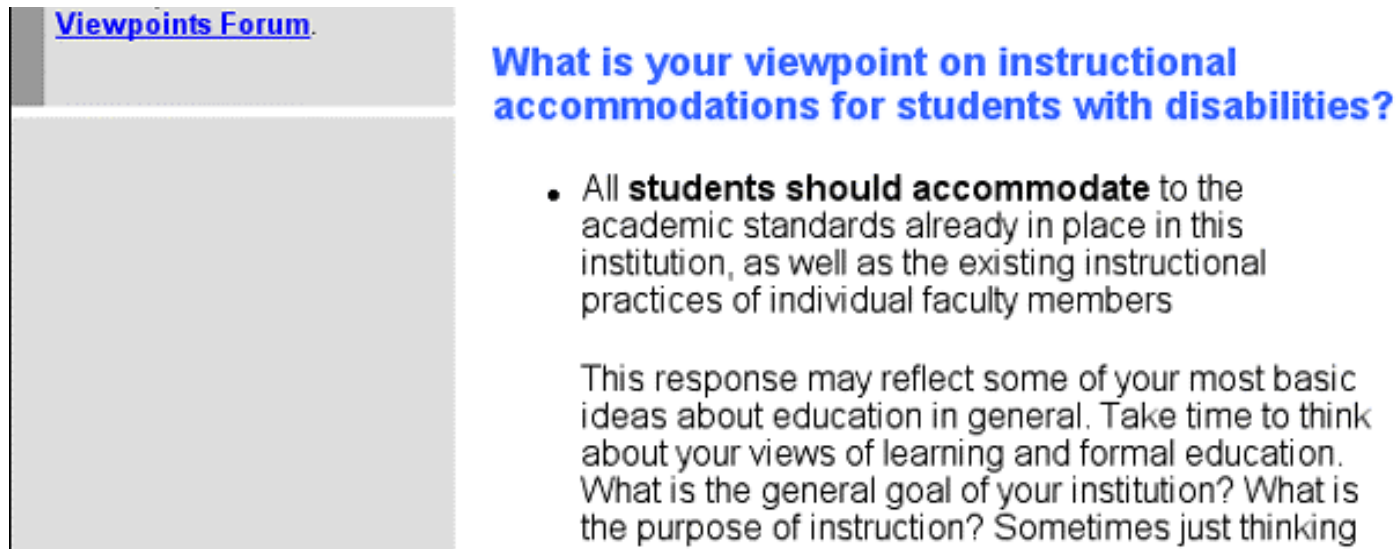 Viewpoints Forum.
What is your viewpoint on instructional
accommodations for students with disabilities?
• All students should accommodate to the
academic standards already in place in this
institution, as well as the existing instructional
practices of individual faculty members
This response may reflect some of your most basic
ideas about education in general. Take time to think
about your views of learning and formal education.
What is the general goal of your institution? What is
the purpose of instruction? Sometimes just thinking